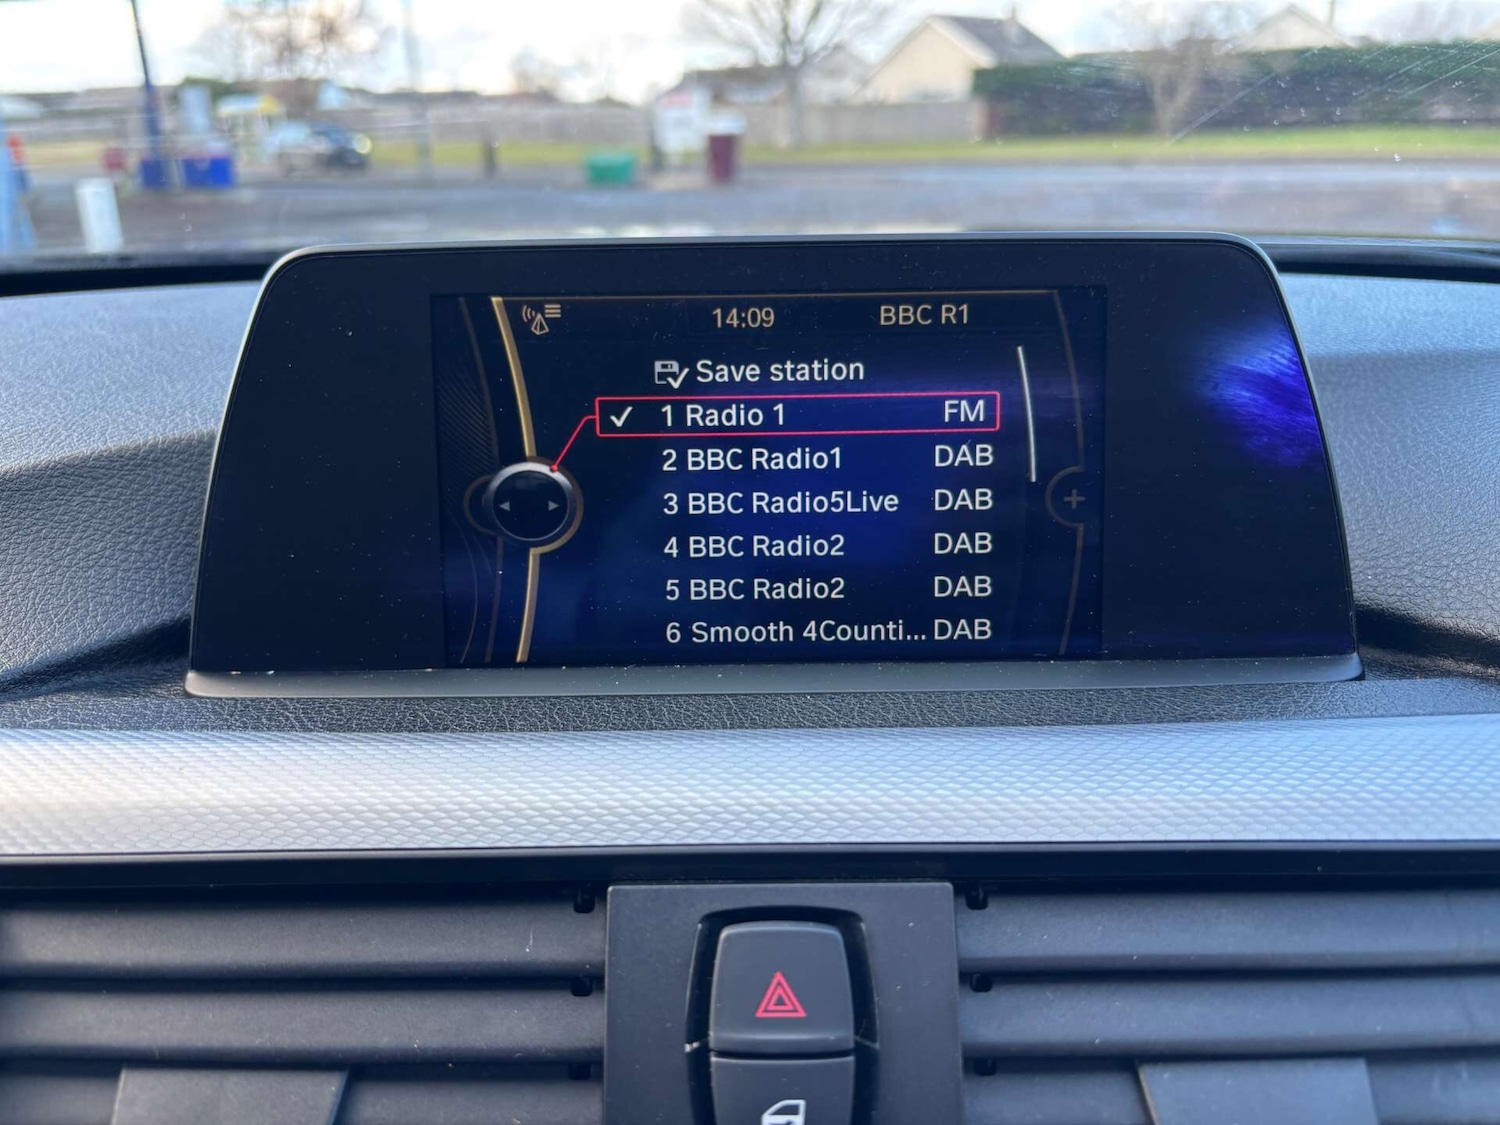 14:09 BBC R1
Save station
1 Radio 1 FM
2 BBC Radio1 DAB
3 BBC Radio5Live DAB
4 BBC Radio2 DAB
5 BBC Radio2 DAB
6 Smooth 4Counti... DAB